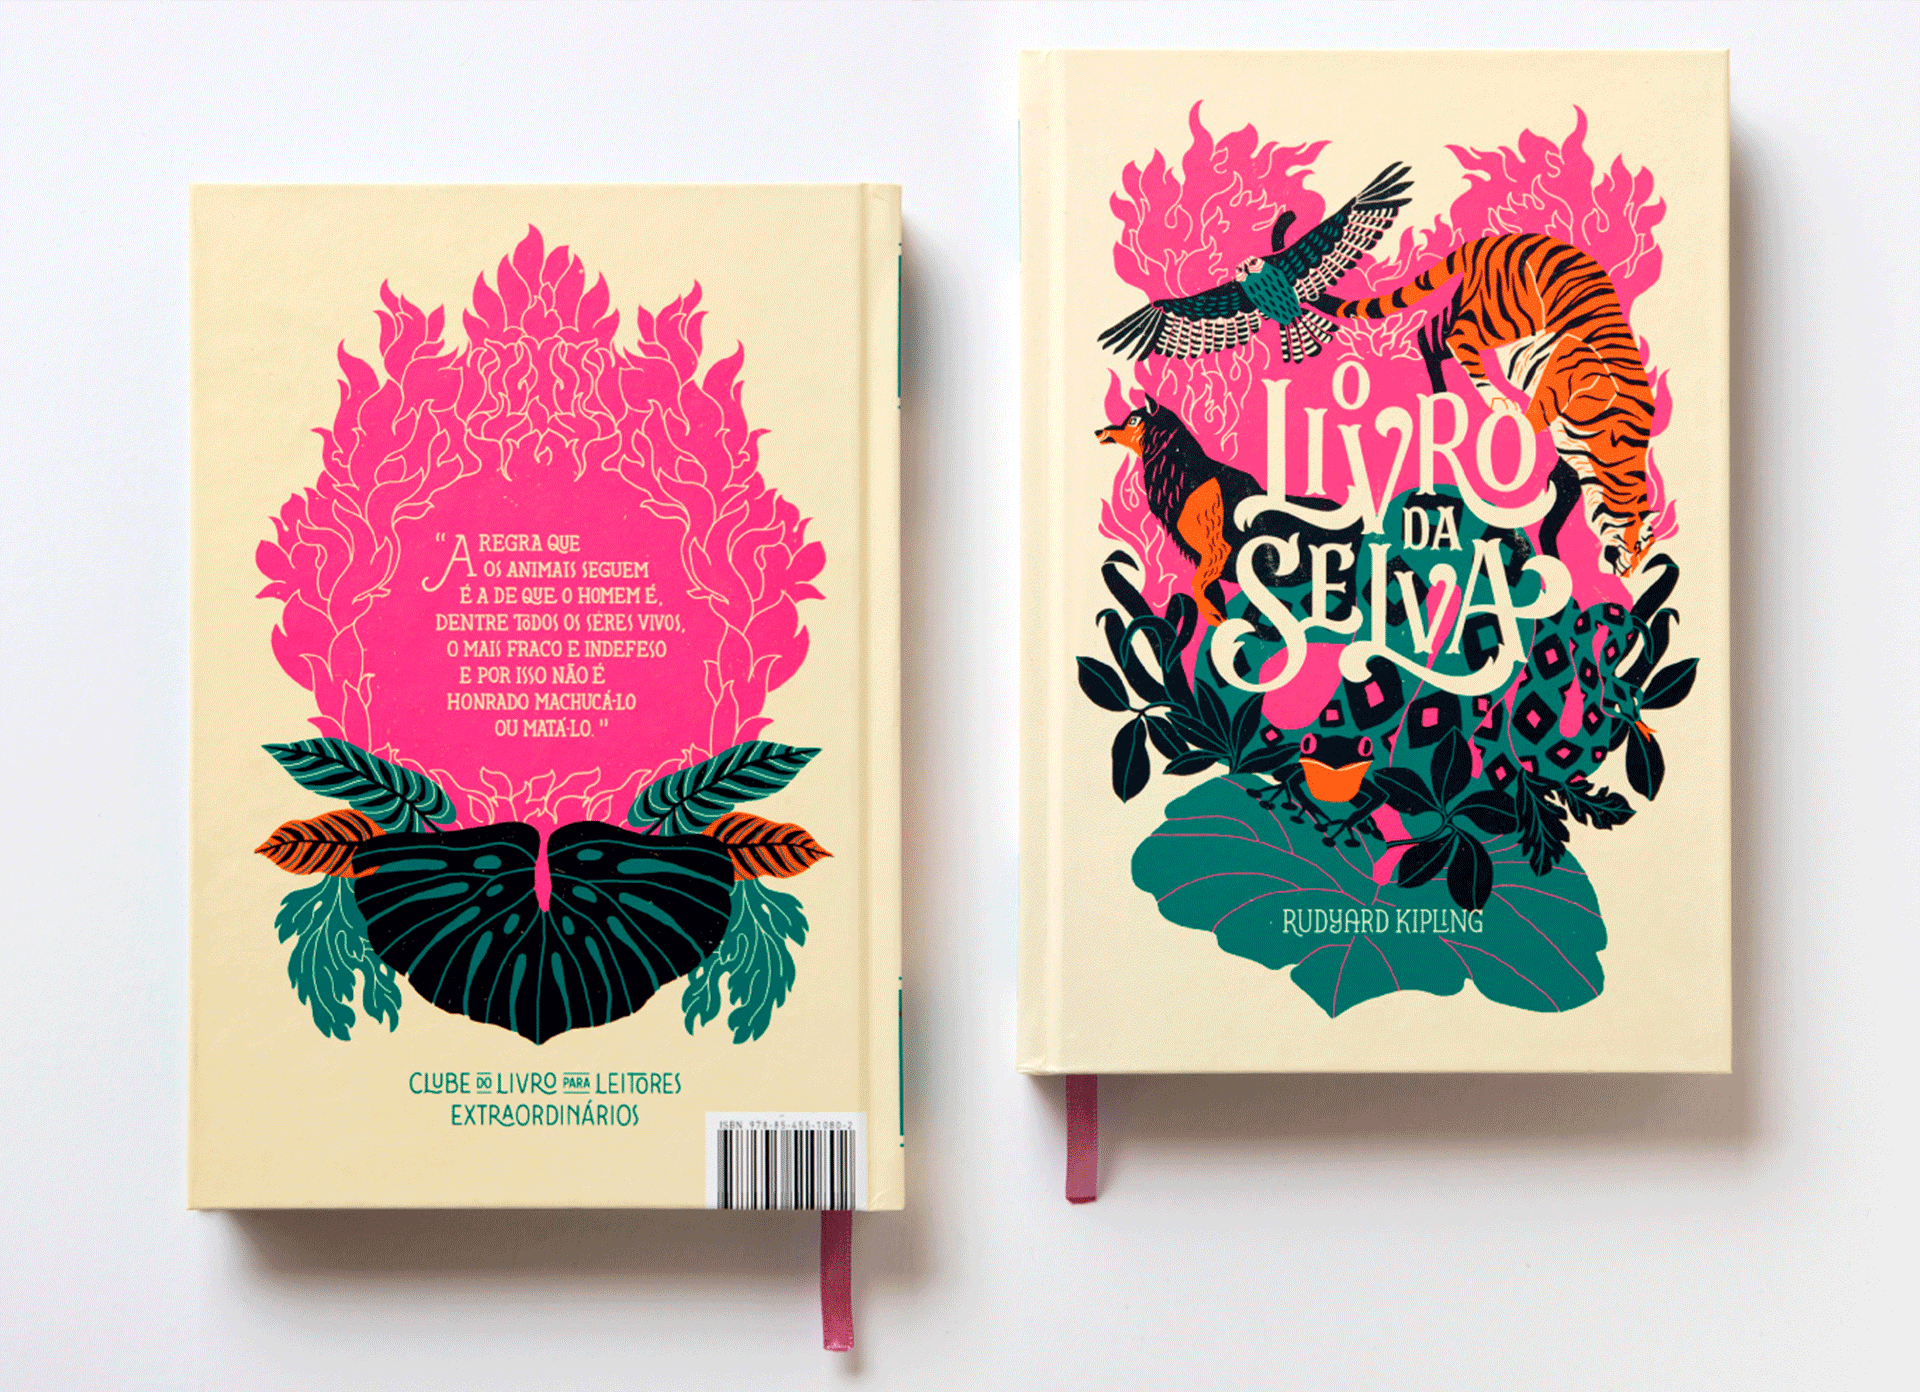 “A REGRA QUE
OS ANIMAIS SEGUEM
É A DE QUE O HOMEM É,
DENTRE TODOS OS SERES VIVOS,
O MAIS FRACO E INDEFESO
E POR ISSO NÃO É
HONRADO MACHUCÁ-LO
OU MATÁ-LO.”
CLUBE DO LIVRO PARA LEITORES
EXTRAORDINÁRIOS
ISBN 978-85-455-1080-2
O
LIVRO
DA
SELVA
RUDYARD KIPLING